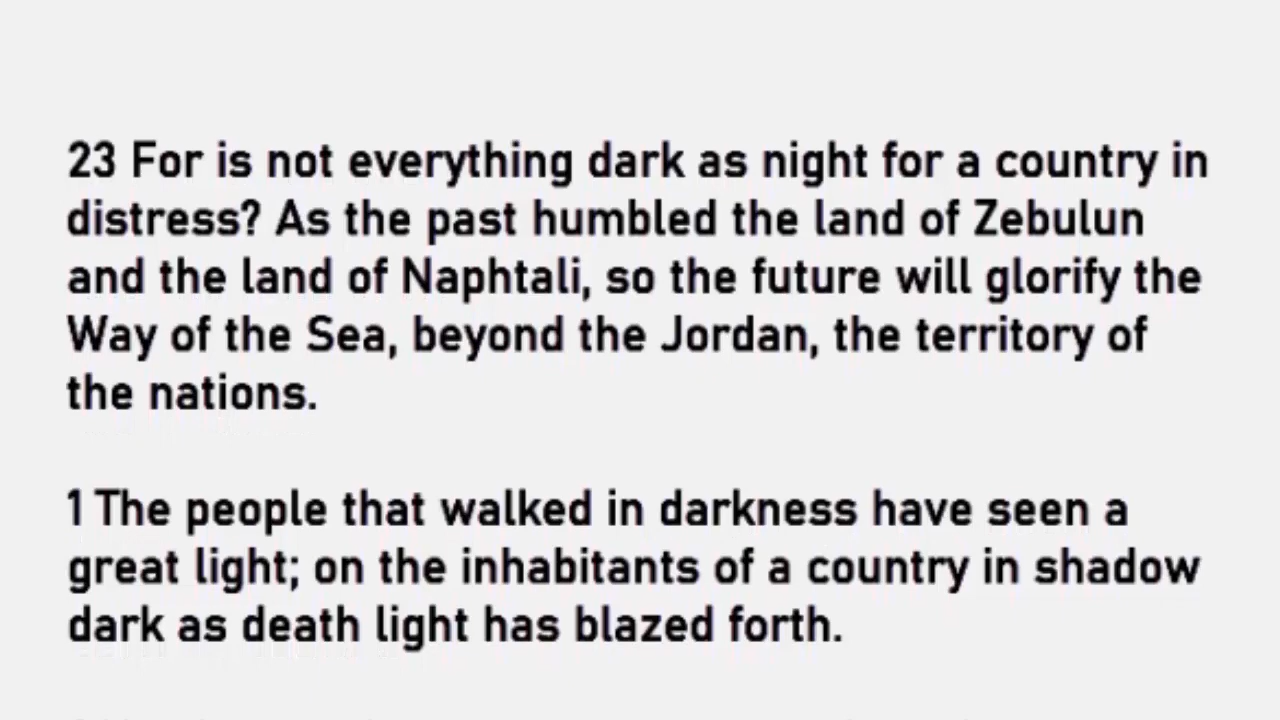 23 For is not everything dark as night for a country in
distress? As the past humbled the land of Zebulun
and the land of Naphtali, so the future will glorify the
Way of the Sea, beyond the Jordan, the territory of
the nations.
1 The people that walked in darkness have seen a
great light; on the inhabitants of a country in shadow
dark as death light has blazed forth.